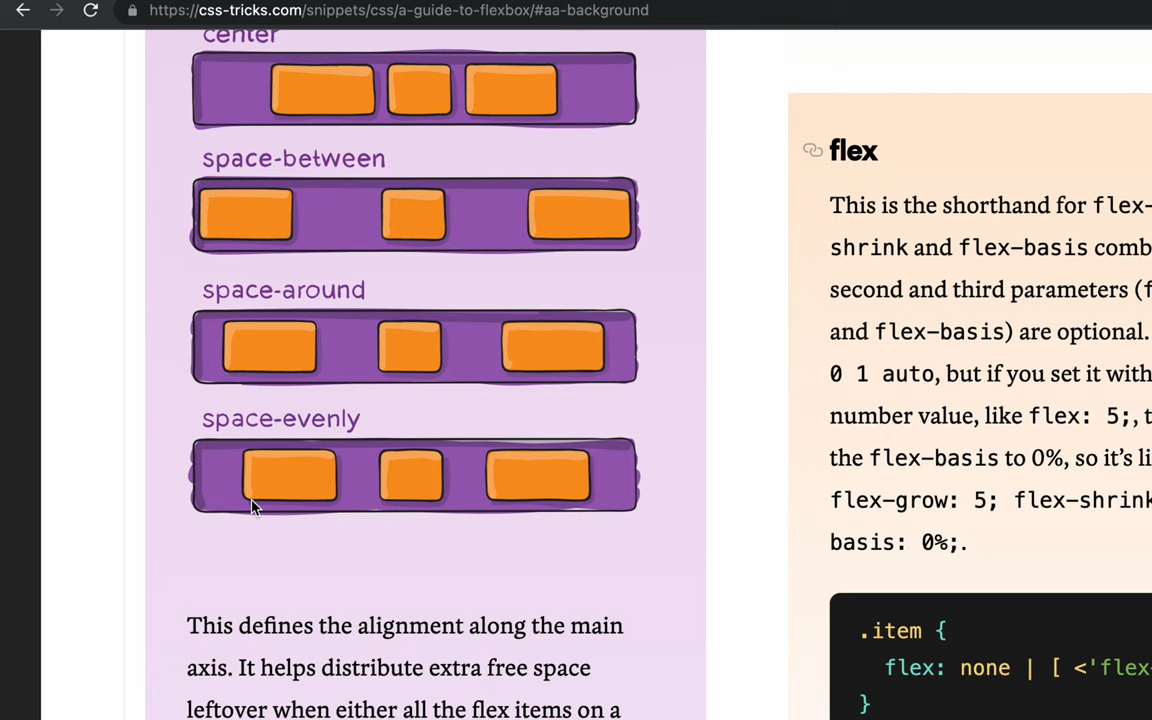 https://css-tricks.com/snippets/css/a-guide-to-flexbox/#aa-background
center
space-between
space-around
space-evenly
This defines the alignment along the main
axis. It helps distribute extra free space
leftover when either all the flex items on a
flex
This is the shorthand for flex-
shrink and flex-basis comb
second and third parameters (f
and flex-basis) are optional.
0 1 auto, but if you set it with
number value, like flex: 5;, t
the flex-basis to 0%, so it's li
flex-grow: 5; flex-shrink
basis: 0%;.
.item {
flex: none | [ <'flex-
}